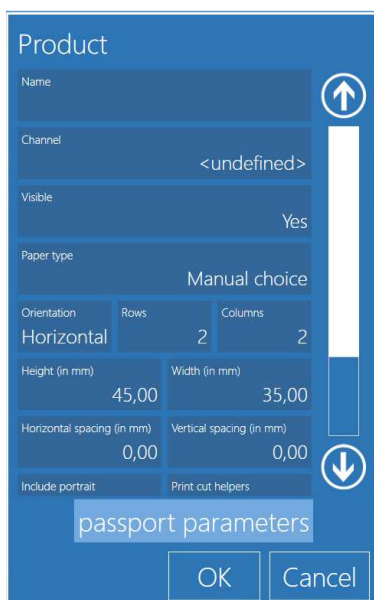 Product
Name
Channel
<undefined>
Visible
Yes
Paper type
Manual choice
Orientation Rows Columns
Horizontal 2 2
Height (in mm) Width (in mm)
45,00 35,00
Horizontal spacing (in mm) Vertical spacing (in mm)
0,00 0,00
Include portrait Print cut helpers
passport parameters
OK Cancel